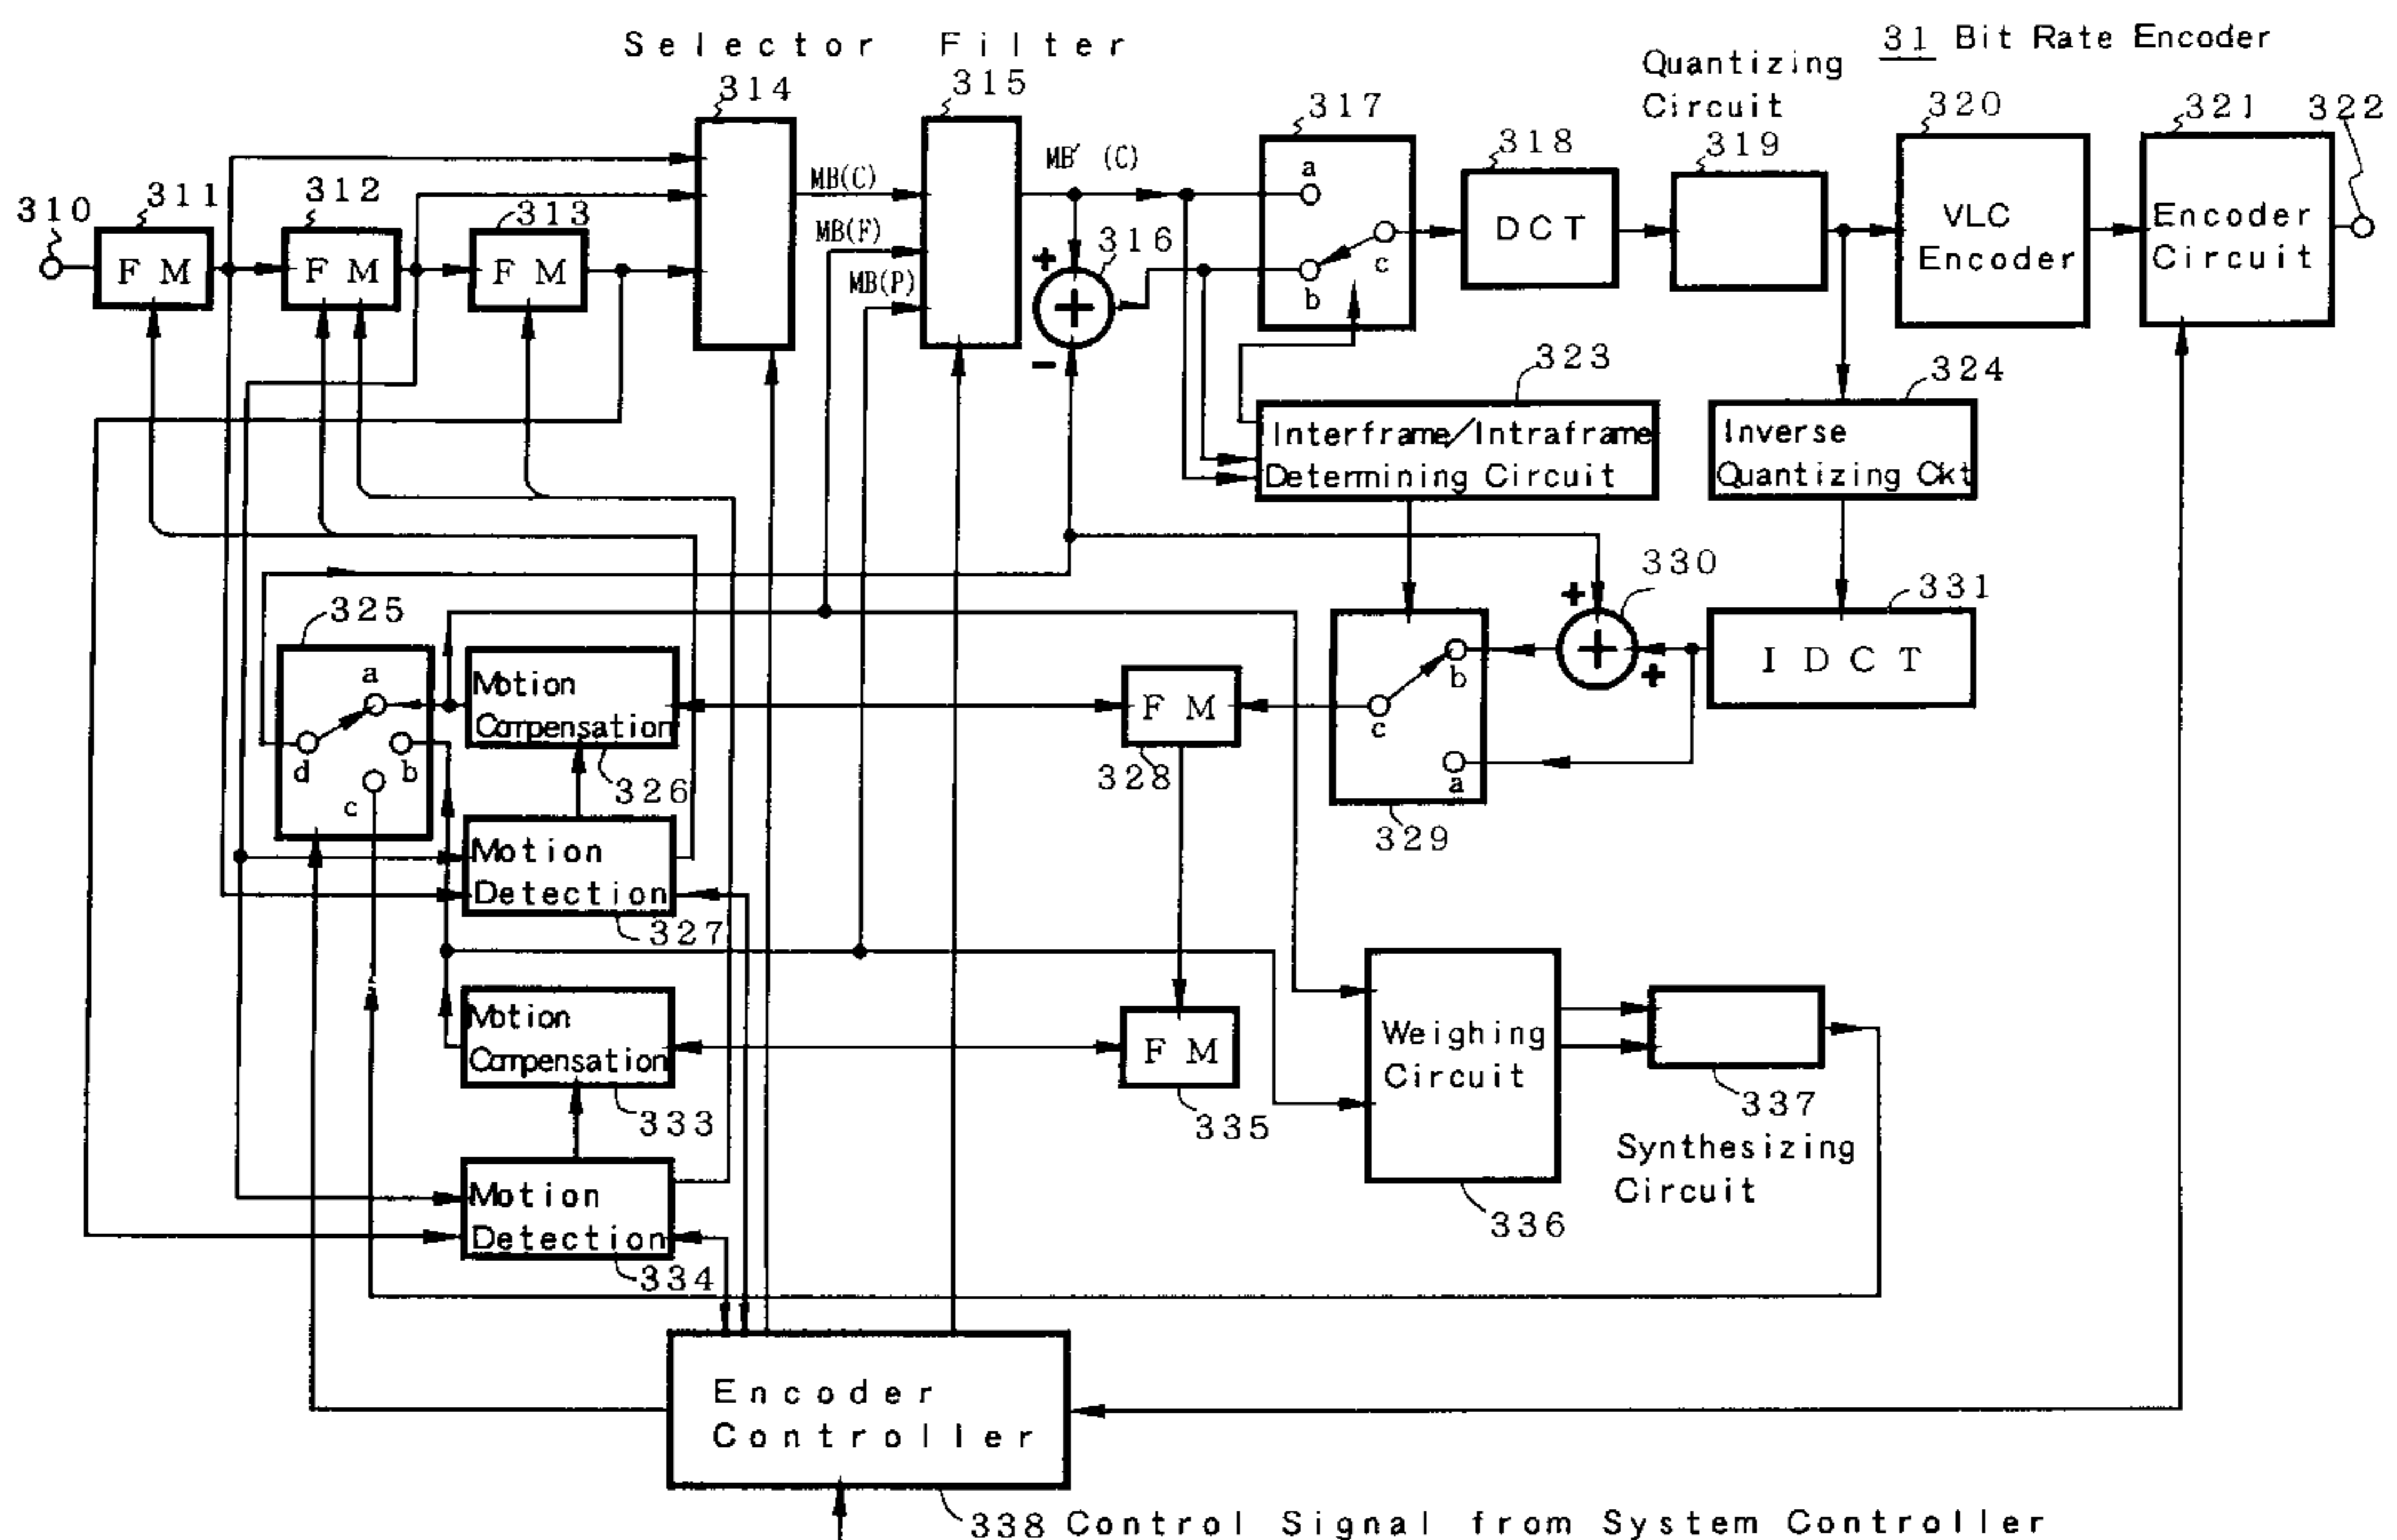 31 Bit Rate Encoder
Selector Filter
Quantizing
Circuit
314
315
317
318
319
320
321
322
310
311
312
313
F M
F M
F M
MB(C)
MB(F)
MB(P)
MB' (C)
+
316
+
-
a
b
c
DCT
VLC
Encoder
Encoder
Circuit
323
Interframe/Intraframe
Determining Circuit
324
Inverse
Quantizing Ckt
325
a
b
c
d
Motion
Compensation
326
Motion
Detection
327
F M
328
b
c
a
329
+
330
+
+
331
I D C T
Motion
Compensation
333
Motion
Detection
334
F M
335
Weighing
Circuit
336
337
Synthesizing
Circuit
Encoder
Controller
338 Control Signal from System Controller